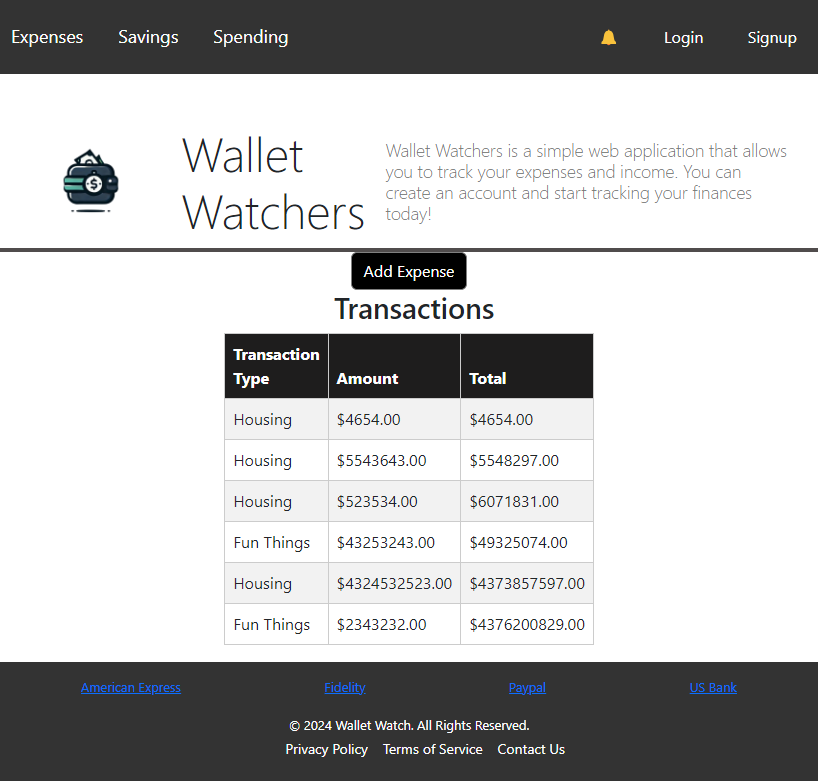 Expenses Savings Spending Login Signup
Wallet
Watchers
Wallet Watchers is a simple web application that allows
you to track your expenses and income. You can
create an account and start tracking your finances
today!
$
Add Expense
Transactions
Transaction
Type Amount Total
Housing $4654.00 $4654.00
Housing $5543643.00 $5548297.00
Housing $523534.00 $6071831.00
Fun Things $43253243.00 $49325074.00
Housing $4324532523.00 $4373857597.00
Fun Things $2343232.00 $4376200829.00
American Express Fidelity Paypal US Bank
© 2024 Wallet Watch. All Rights Reserved.
Privacy Policy Terms of Service Contact Us